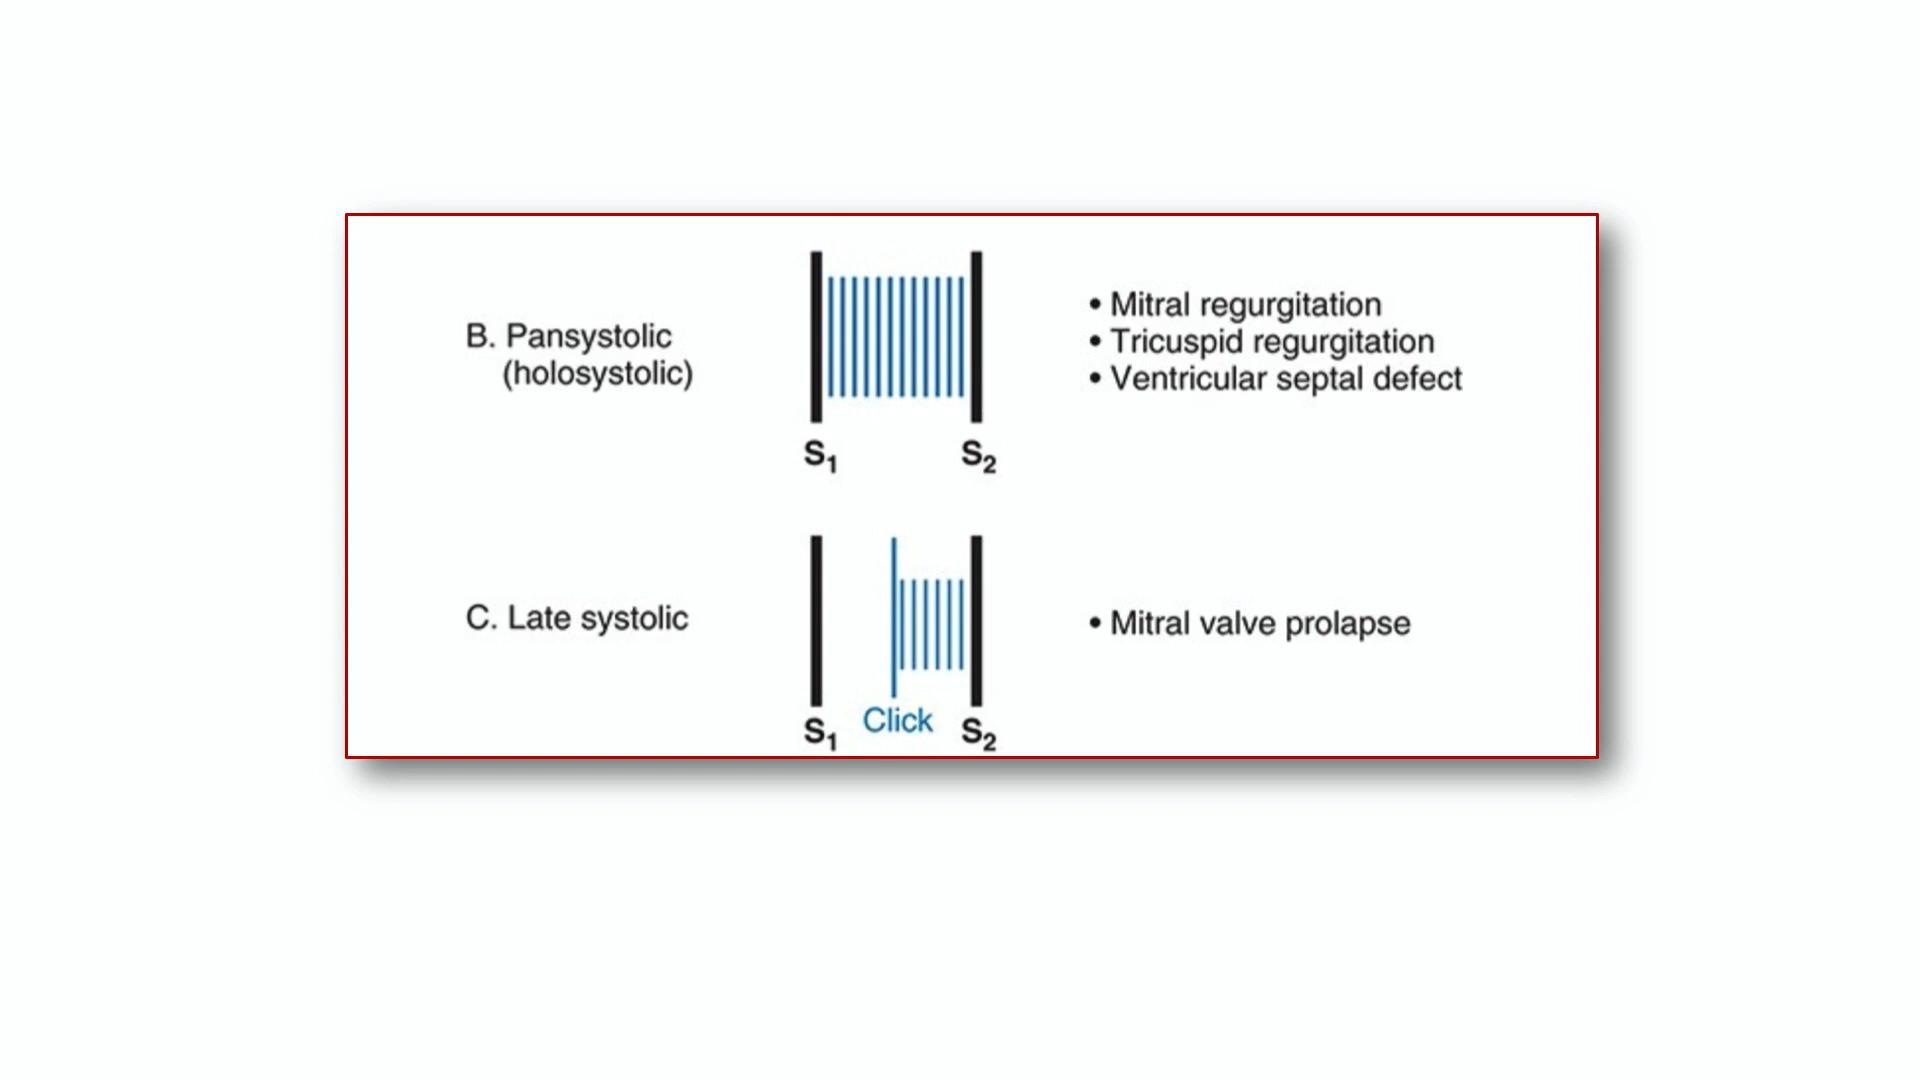 B. Pansystolic
(holosystolic)
S1 S2
• Mitral regurgitation
• Tricuspid regurgitation
• Ventricular septal defect
C. Late systolic
S1 Click S2
• Mitral valve prolapse